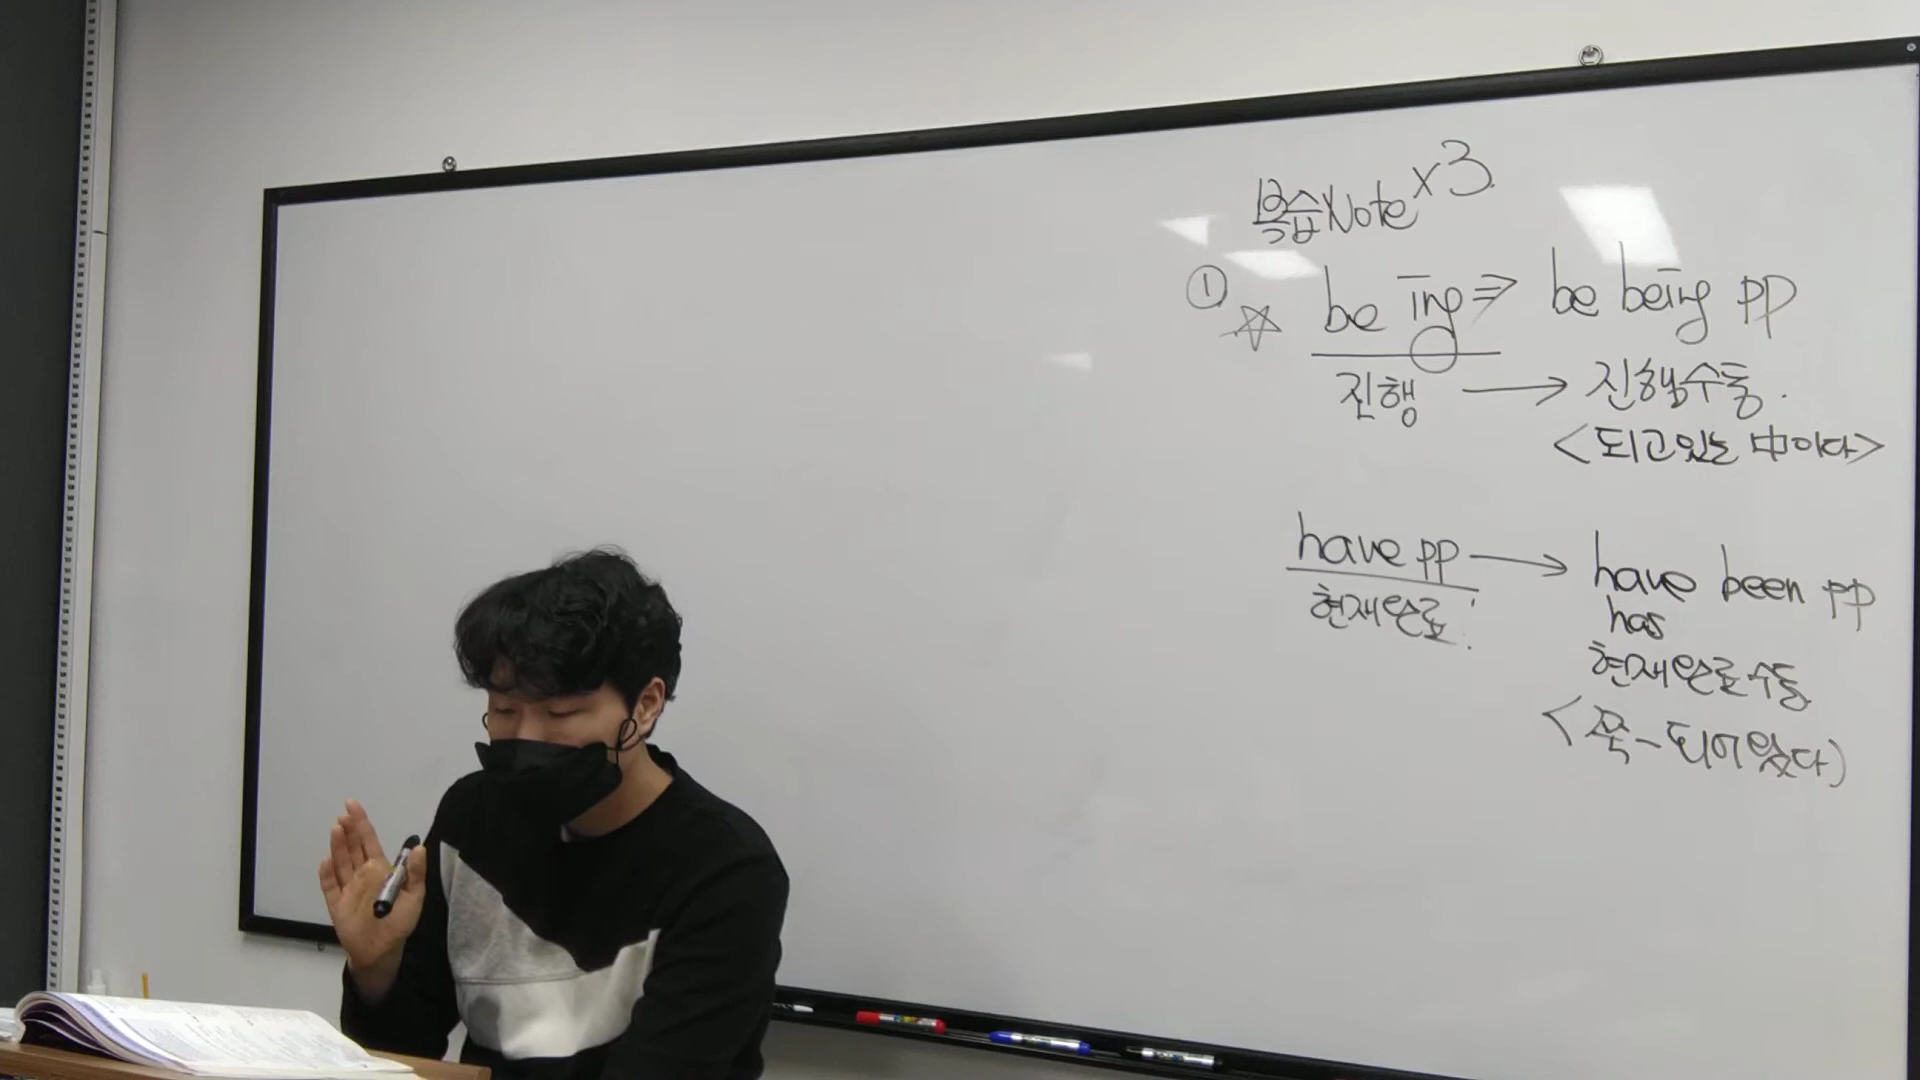 복습Note x3.
① ☆ be ing ⇒ be being pp
진행 → 진행수동.
<되고있는 中이다>
have pp → have been pp
has
현재완료 현재완료수동
<쭉-되어왔다)